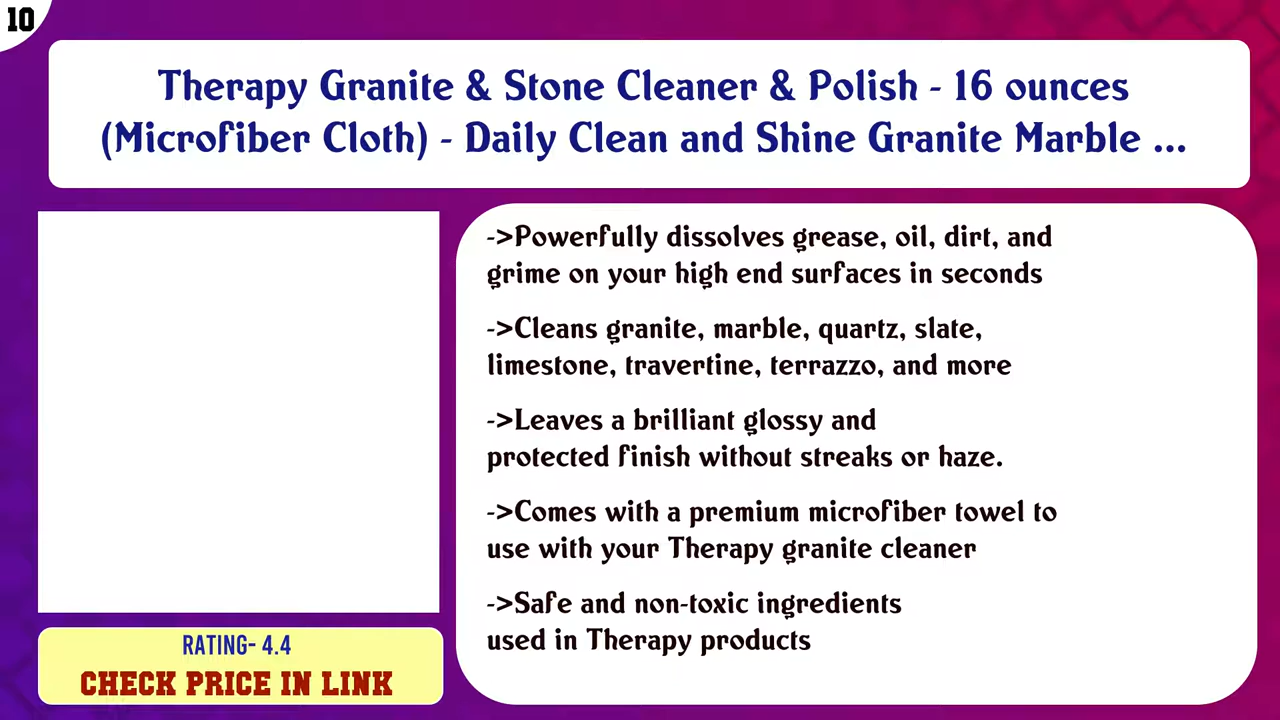 10
Therapy Granite & Stone Cleaner & Polish - 16 ounces
(Microfiber Cloth) - Daily Clean and Shine Granite Marble ...
->Powerfully dissolves grease, oil, dirt, and
grime on your high end surfaces in seconds
->Cleans granite, marble, quartz, slate,
limestone, travertine, terrazzo, and more
->Leaves a brilliant glossy and
protected finish without streaks or haze.
->Comes with a premium microfiber towel to
use with your Therapy granite cleaner
->Safe and non-toxic ingredients
used in Therapy products
RATING- 4.4
CHECK PRICE IN LINK